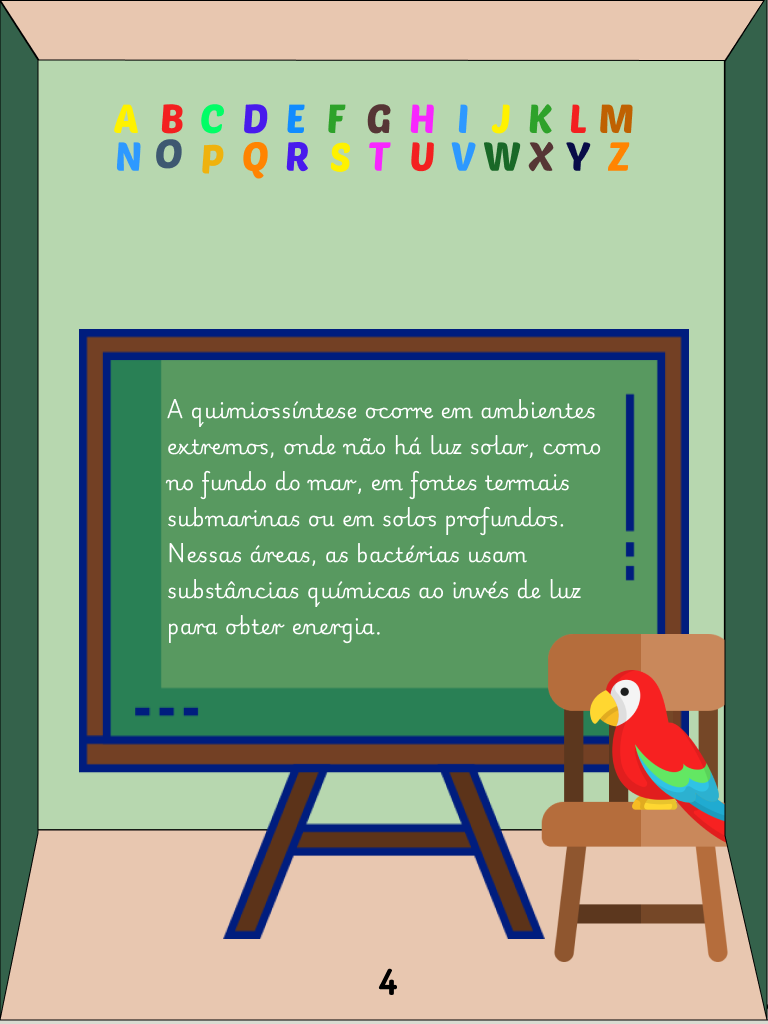 A B C D E F G H I J K L M
N O P Q R S T U V W X Y Z
A quimiossíntese ocorre em ambientes
extremos, onde não há luz solar, como
no fundo do mar, em fontes termais
submarinas ou em solos profundos.
Nessas áreas, as bactérias usam
substâncias químicas ao invés de luz
para obter energia.
4